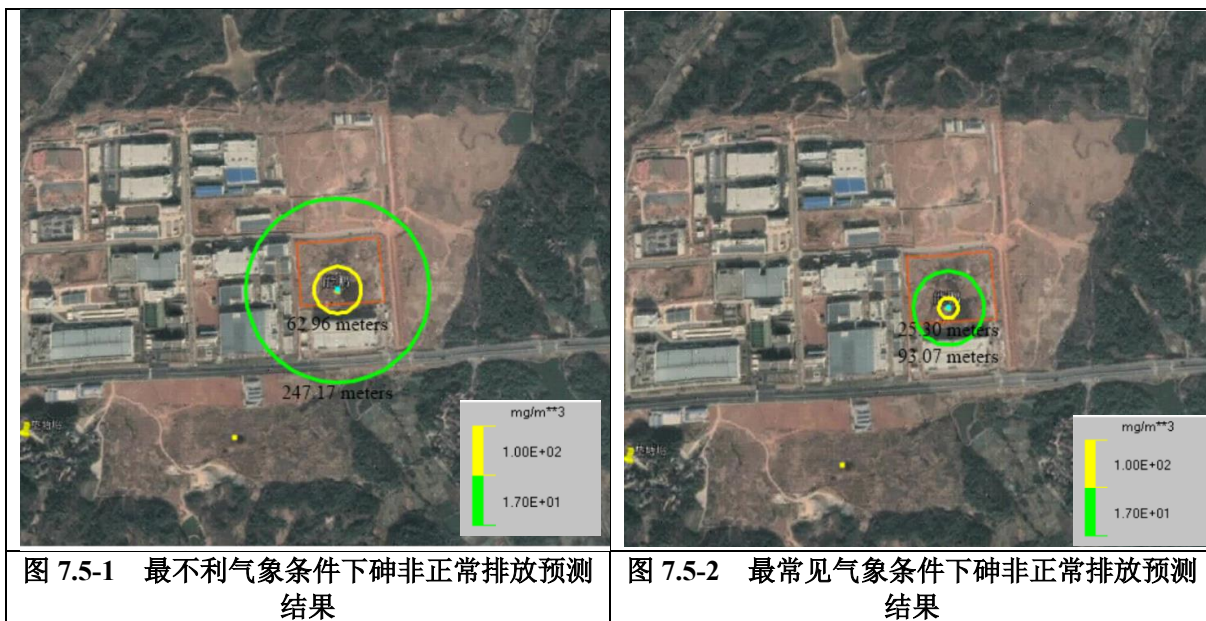 62.96 meters
247.17 meters
mg/m**3
1.00E+02
1.70E+01
25.30 meters
93.07 meters
mg/m**3
1.00E+02
1.70E+01
图 7.5-1 最不利气象条件下砷非正常排放预测
结果
图 7.5-2 最常见气象条件下砷非正常排放预测
结果